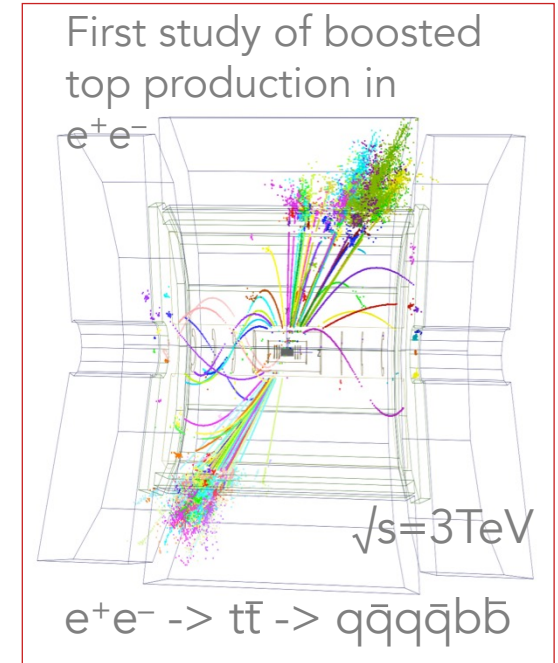 First study of boosted
top production in
e⁺e⁻
√s=3TeV
e⁺e⁻ -> tt̄ -> qq̄qq̄bb̄